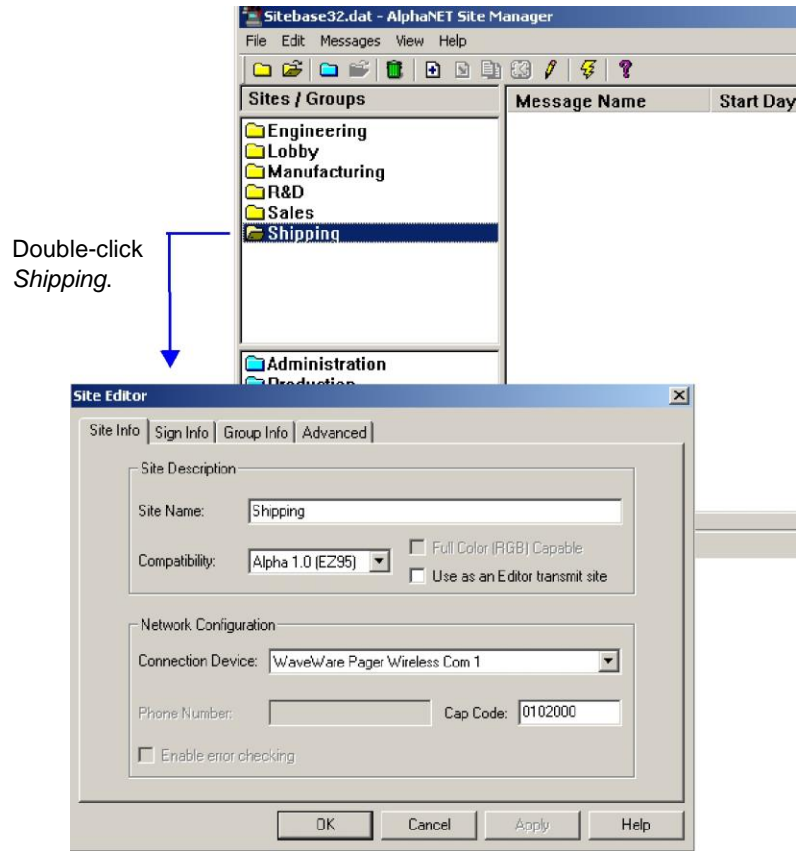 Sitebase32.dat - AlphaNET Site Manager
File Edit Messages View Help
Sites / Groups
Message Name Start Day
Engineering
Lobby
Manufacturing
R&D
Sales
Shipping
Double-click
Shipping.
Administration
Production
Site Editor
Site Info Sign Info Group Info Advanced
Site Description
Site Name: Shipping
Compatibility: Alpha 1.0 (EZ95)
Full Color (RGB) Capable
Use as an Editor transmit site
Network Configuration
Connection Device: WaveWare Pager Wireless Com 1
Phone Number: Cap Code: 0102000
Enable error checking
OK Cancel Apply Help